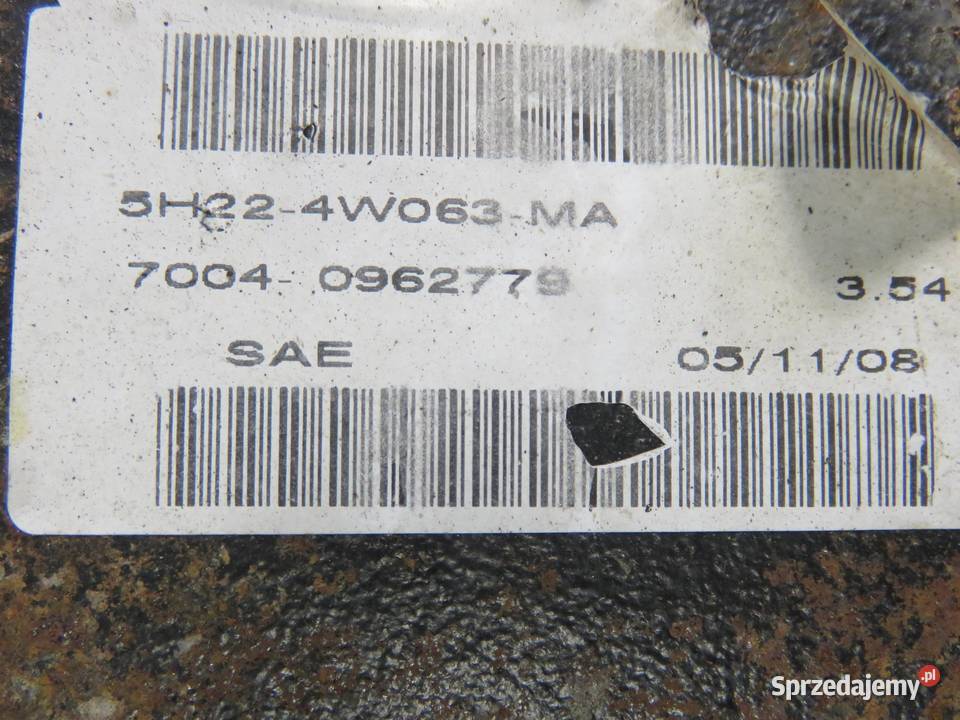 5H22-4W063-MA
7004- 0962779 3.54
SAE 05/11/08
Sprzedajemy.pl